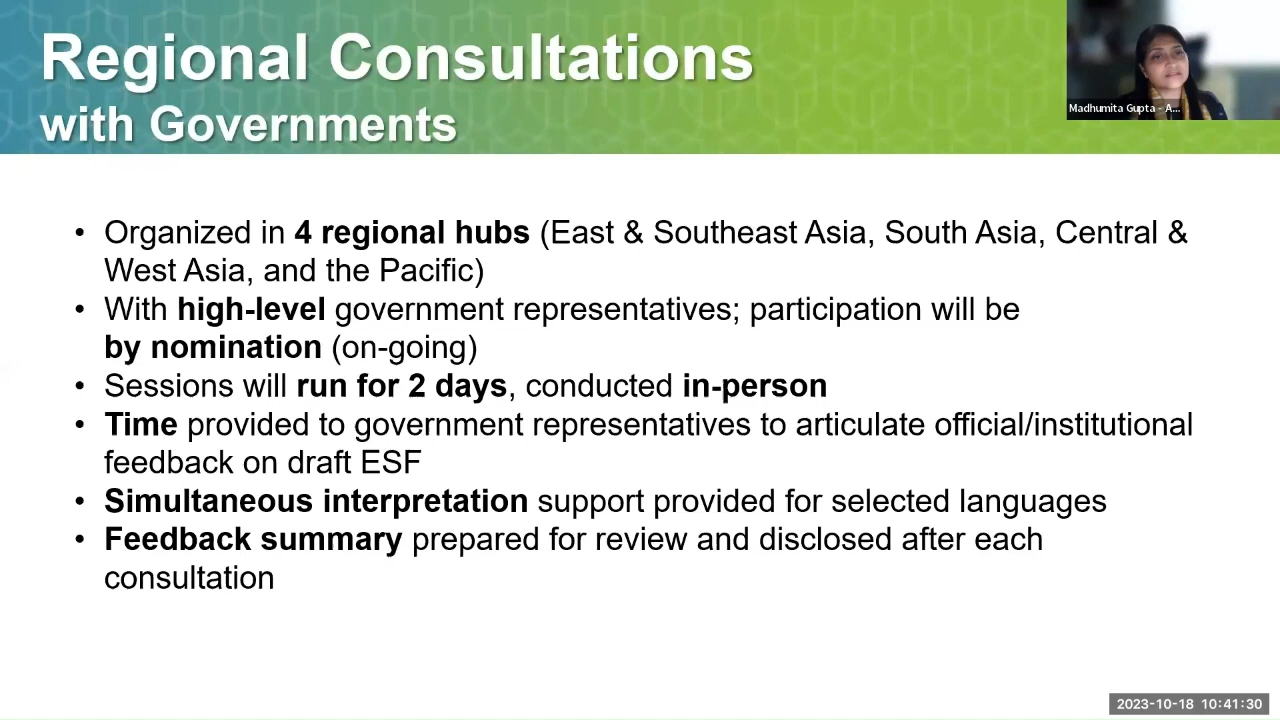 Regional Consultations
with Governments
Madhumita Gupta - A...
• Organized in 4 regional hubs (East & Southeast Asia, South Asia, Central &
West Asia, and the Pacific)
• With high-level government representatives; participation will be
by nomination (on-going)
• Sessions will run for 2 days, conducted in-person
• Time provided to government representatives to articulate official/institutional
feedback on draft ESF
• Simultaneous interpretation support provided for selected languages
• Feedback summary prepared for review and disclosed after each
consultation
2023-10-18 10:41:30